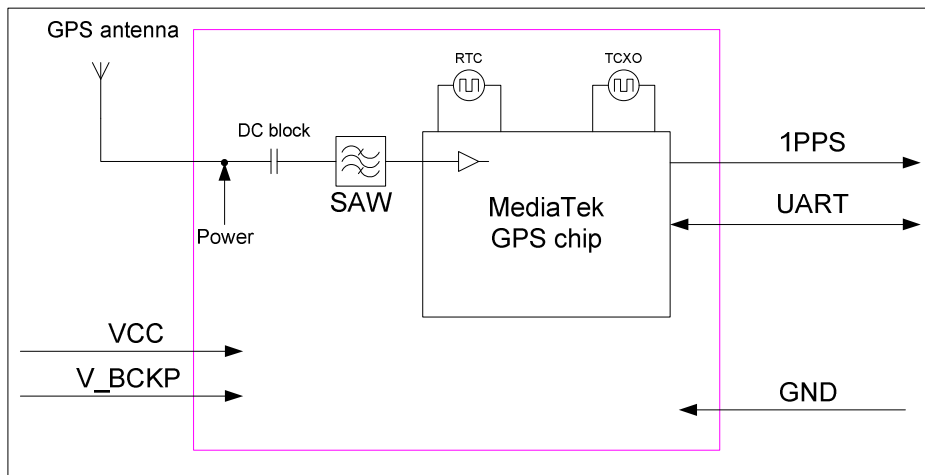 GPS antenna
RTC
TCXO
DC block
1PPS
SAW
MediaTek
GPS chip
UART
Power
VCC
V_BCKP
GND